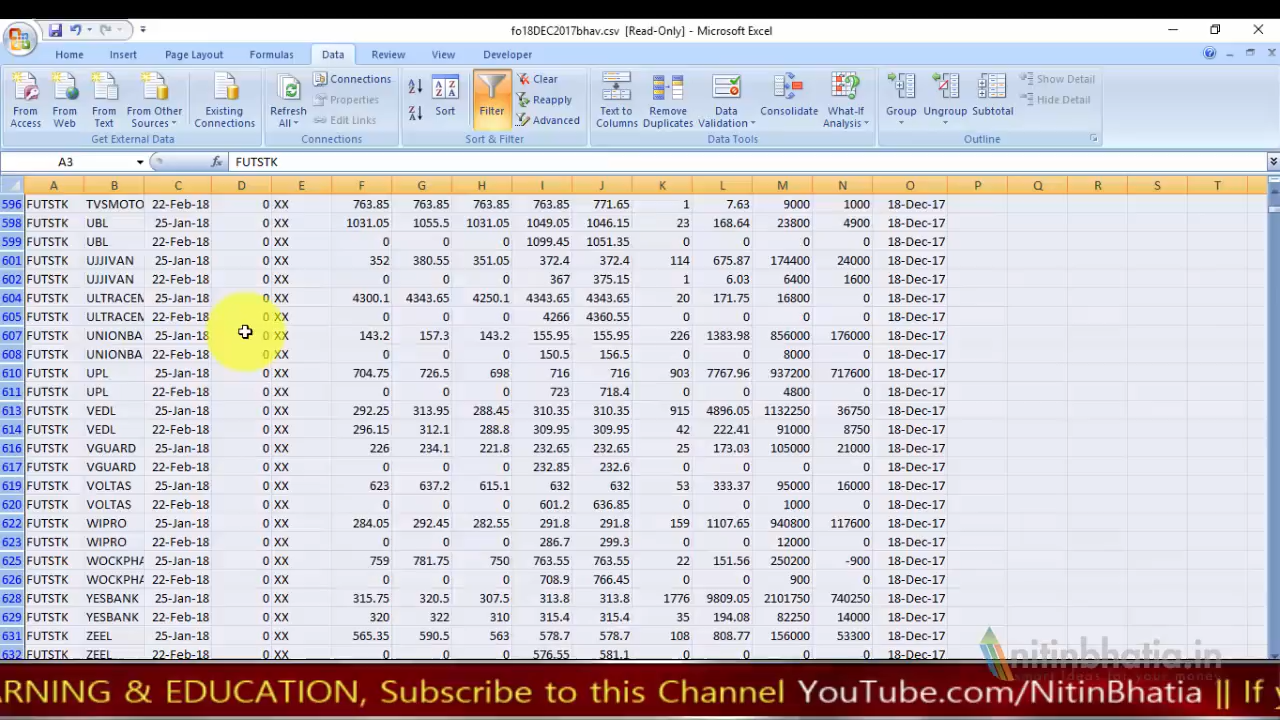 fo18DEC2017bhav.csv [Read-Only] - Microsoft Excel
Home Insert Page Layout Formulas Data Review View Developer
From Access From Web From Text From Other Sources Existing Connections Refresh All Connections Properties Edit Links Sort Filter Clear Reapply Advanced Text to Columns Remove Duplicates Data Validation Consolidate What-If Analysis Group Ungroup Subtotal Show Detail Hide Detail
Get External Data Connections Sort & Filter Data Tools Outline
A3 fx FUTSTK
A B C D E F G H I J K L M N O P Q R S T
596 FUTSTK TVSMOTO 22-Feb-18 0 XX 763.85 763.85 763.85 763.85 771.65 1 7.63 9000 1000 18-Dec-17
598 FUTSTK UBL 25-Jan-18 0 XX 1031.05 1055.5 1031.05 1049.05 1046.15 23 168.64 23800 4900 18-Dec-17
599 FUTSTK UBL 22-Feb-18 0 XX 0 0 0 1099.45 1051.35 0 0 0 0 18-Dec-17
601 FUTSTK UJJIVAN 25-Jan-18 0 XX 352 380.55 351.05 372.4 372.4 114 675.87 174400 24000 18-Dec-17
602 FUTSTK UJJIVAN 22-Feb-18 0 XX 0 0 0 367 375.15 1 6.03 6400 1600 18-Dec-17
604 FUTSTK ULTRACEM 25-Jan-18 0 XX 4300.1 4343.65 4250.1 4343.65 4343.65 20 171.75 16800 0 18-Dec-17
605 FUTSTK ULTRACEM 22-Feb-18 0 XX 0 0 0 4266 4360.55 0 0 0 0 18-Dec-17
607 FUTSTK UNIONBA 25-Jan-18 0 XX 143.2 157.3 143.2 155.95 155.95 226 1383.98 856000 176000 18-Dec-17
608 FUTSTK UNIONBA 22-Feb-18 0 XX 0 0 0 150.5 156.5 0 0 8000 0 18-Dec-17
610 FUTSTK UPL 25-Jan-18 0 XX 704.75 726.5 698 716 716 903 7767.96 937200 717600 18-Dec-17
611 FUTSTK UPL 22-Feb-18 0 XX 0 0 0 723 718.4 0 0 4800 0 18-Dec-17
613 FUTSTK VEDL 25-Jan-18 0 XX 292.25 313.95 288.45 310.35 310.35 915 4896.05 1132250 36750 18-Dec-17
614 FUTSTK VEDL 22-Feb-18 0 XX 296.15 312.1 288.8 309.95 309.95 42 222.41 91000 8750 18-Dec-17
616 FUTSTK VGUARD 25-Jan-18 0 XX 226 234.1 221.8 232.65 232.65 25 173.03 105000 21000 18-Dec-17
617 FUTSTK VGUARD 22-Feb-18 0 XX 0 0 0 232.85 232.6 0 0 0 0 18-Dec-17
619 FUTSTK VOLTAS 25-Jan-18 0 XX 623 637.2 615.1 632 632 53 333.37 95000 16000 18-Dec-17
620 FUTSTK VOLTAS 22-Feb-18 0 XX 0 0 0 601.2 636.85 0 0 1000 0 18-Dec-17
622 FUTSTK WIPRO 25-Jan-18 0 XX 284.05 292.45 282.55 291.8 291.8 159 1107.65 940800 117600 18-Dec-17
623 FUTSTK WIPRO 22-Feb-18 0 XX 0 0 0 286.7 299.3 0 0 12000 0 18-Dec-17
625 FUTSTK WOCKPHA 25-Jan-18 0 XX 759 781.75 750 763.55 763.55 22 151.56 250200 -900 18-Dec-17
626 FUTSTK WOCKPHA 22-Feb-18 0 XX 0 0 0 708.9 766.45 0 0 900 0 18-Dec-17
628 FUTSTK YESBANK 25-Jan-18 0 XX 315.75 320.5 307.5 313.8 313.8 1776 9809.05 2101750 740250 18-Dec-17
629 FUTSTK YESBANK 22-Feb-18 0 XX 317.00 322 310 315.4 315.4 35 194.08 82250 14000 18-Dec-17
631 FUTSTK ZEEL 25-Jan-18 0 XX 565.35 590.5 563 578.7 578.7 108 808.77 156000 53300 18-Dec-17
632 FUTSTK ZEEL 22-Feb-18 0 XX 0 0 0 576.55 581.1 0 0 0 0 18-Dec-17
nitinbhatia.in
smart ideas for your money
ARNING & EDUCATION, Subscribe to this Channel YouTube.com/NitinBhatia || If y